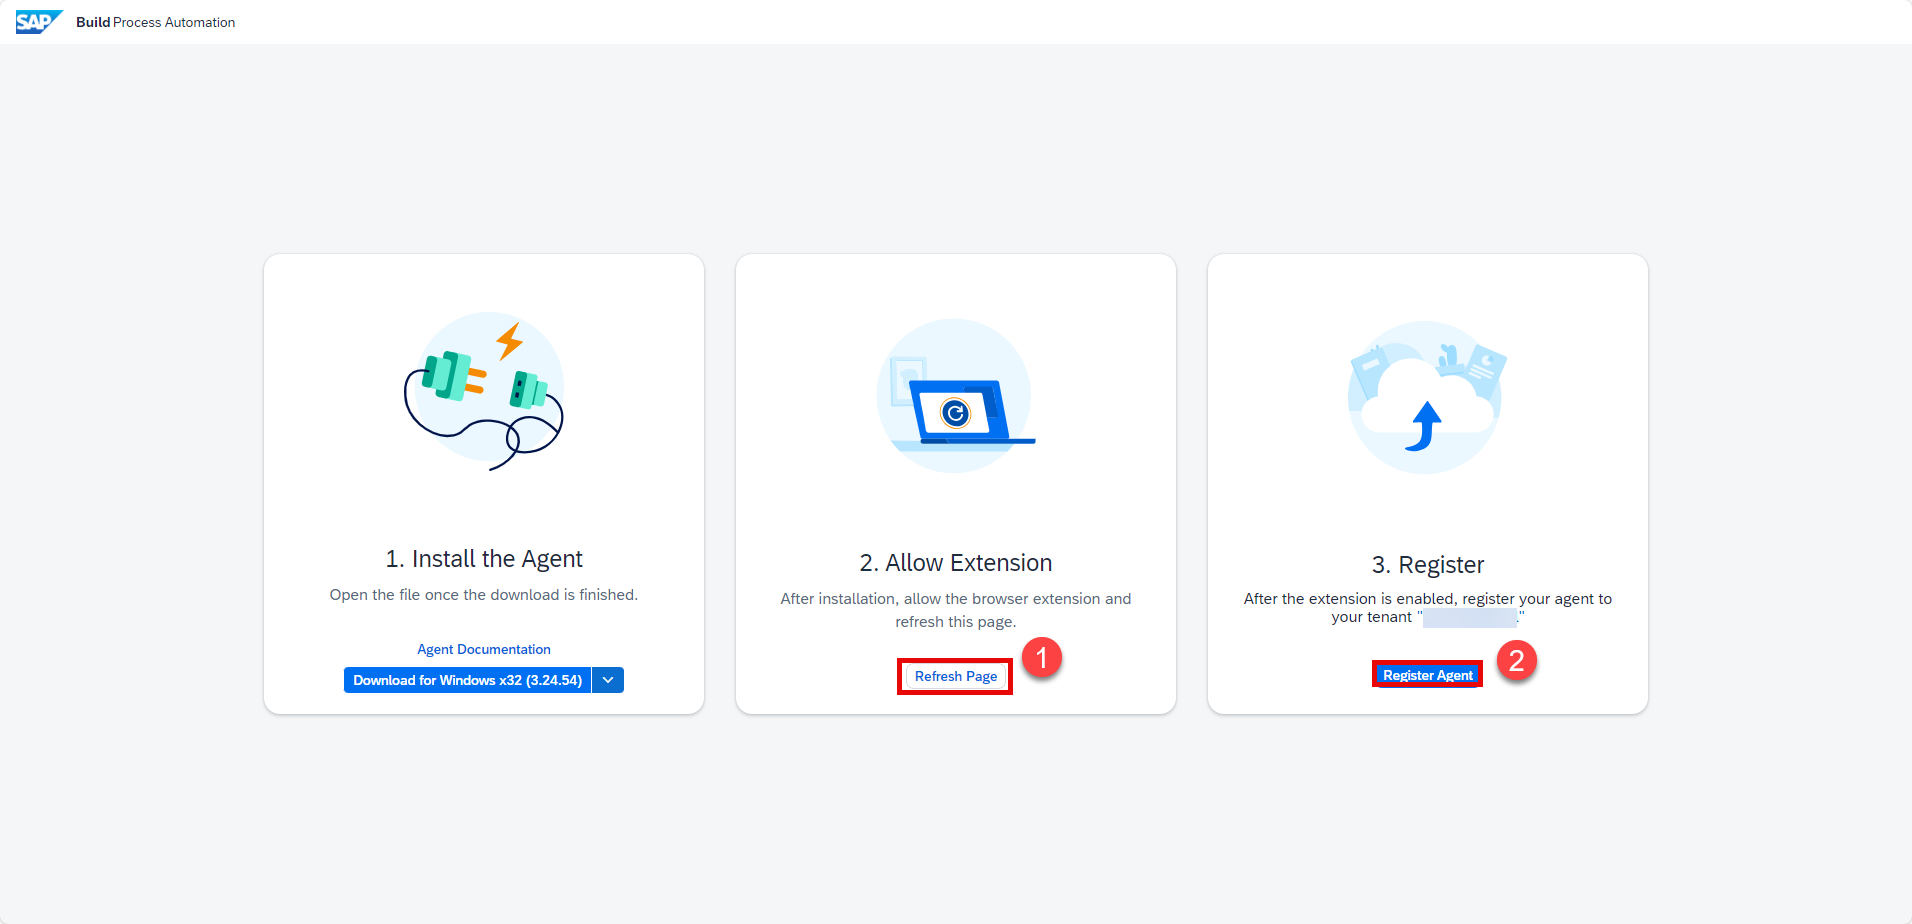 SAP Build Process Automation
1. Install the Agent
Open the file once the download is finished.
Agent Documentation
Download for Windows x32 (3.24.54)
2. Allow Extension
After installation, allow the browser extension and
refresh this page.
1
Refresh Page
3. Register
After the extension is enabled, register your agent to
your tenant " ."
2
Register Agent